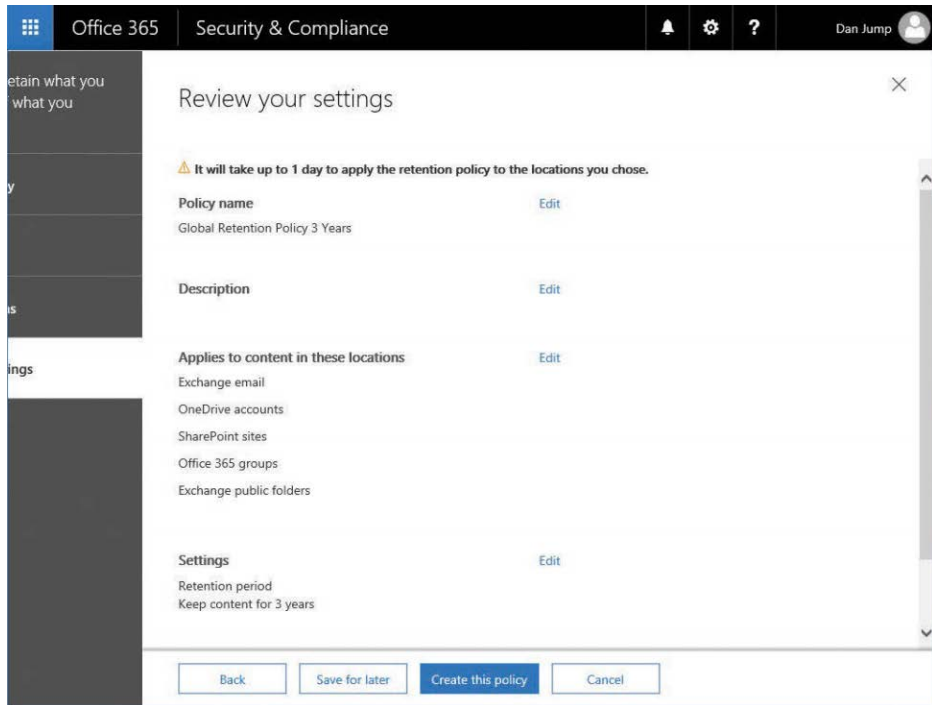 Office 365
Security & Compliance
?
Dan Jump
etain what you
what you
y
ns
ings
Review your settings
It will take up to 1 day to apply the retention policy to the locations you chose.
Policy name Edit
Global Retention Policy 3 Years
Description Edit
Applies to content in these locations Edit
Exchange email
OneDrive accounts
SharePoint sites
Office 365 groups
Exchange public folders
Settings Edit
Retention period
Keep content for 3 years
Back Save for later Create this policy Cancel